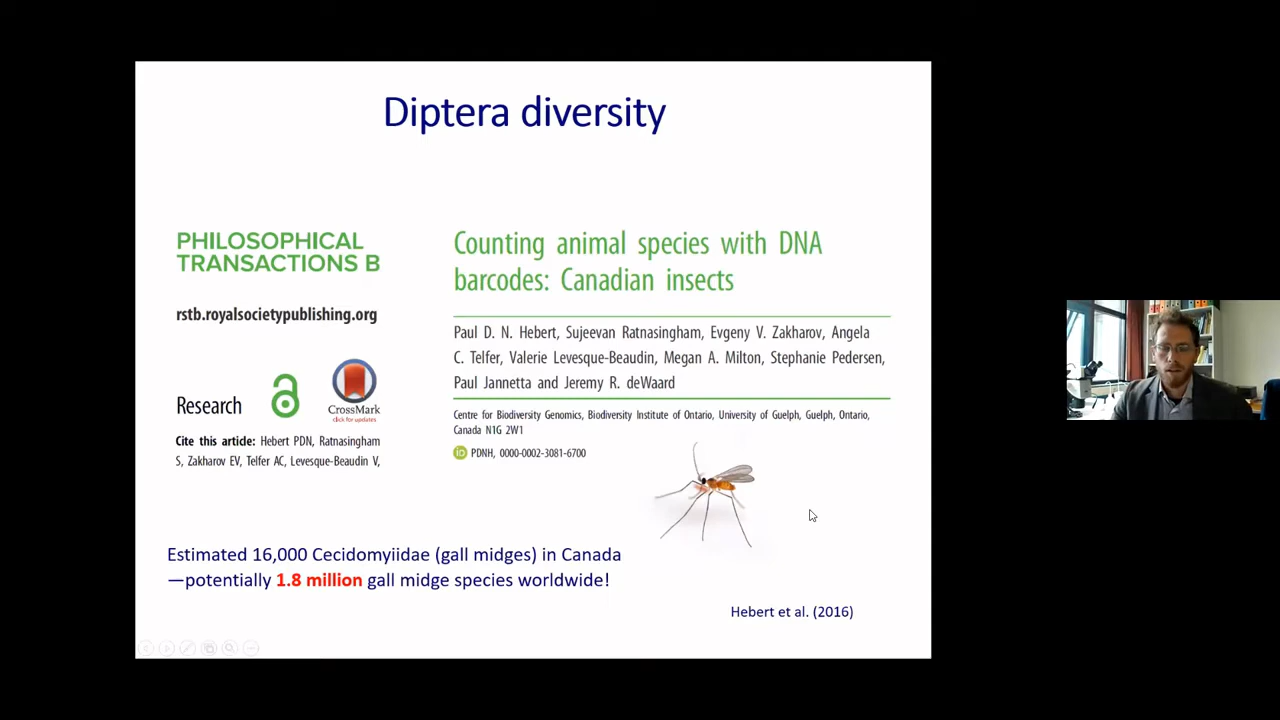 Diptera diversity
PHILOSOPHICAL
TRANSACTIONS B
rstb.royalsocietypublishing.org
Research
CrossMark
click for updates
Cite this article: Hebert PDN, Ratnasingham
S, Zakharov EV, Telfer AC, Levesque-Beaudin V,
Counting animal species with DNA
barcodes: Canadian insects
Paul D. N. Hebert, Sujeevan Ratnasingham, Evgeny V. Zakharov, Angela
C. Telfer, Valerie Levesque-Beaudin, Megan A. Milton, Stephanie Pedersen,
Paul Jannetta and Jeremy R. deWaard
Centre for Biodiversity Genomics, Biodiversity Institute of Ontario, University of Guelph, Guelph, Ontario,
Canada N1G 2W1
iD PDNH, 0000-0002-3081-6700
Estimated 16,000 Cecidomyiidae (gall midges) in Canada
—potentially 1.8 million gall midge species worldwide!
Hebert et al. (2016)